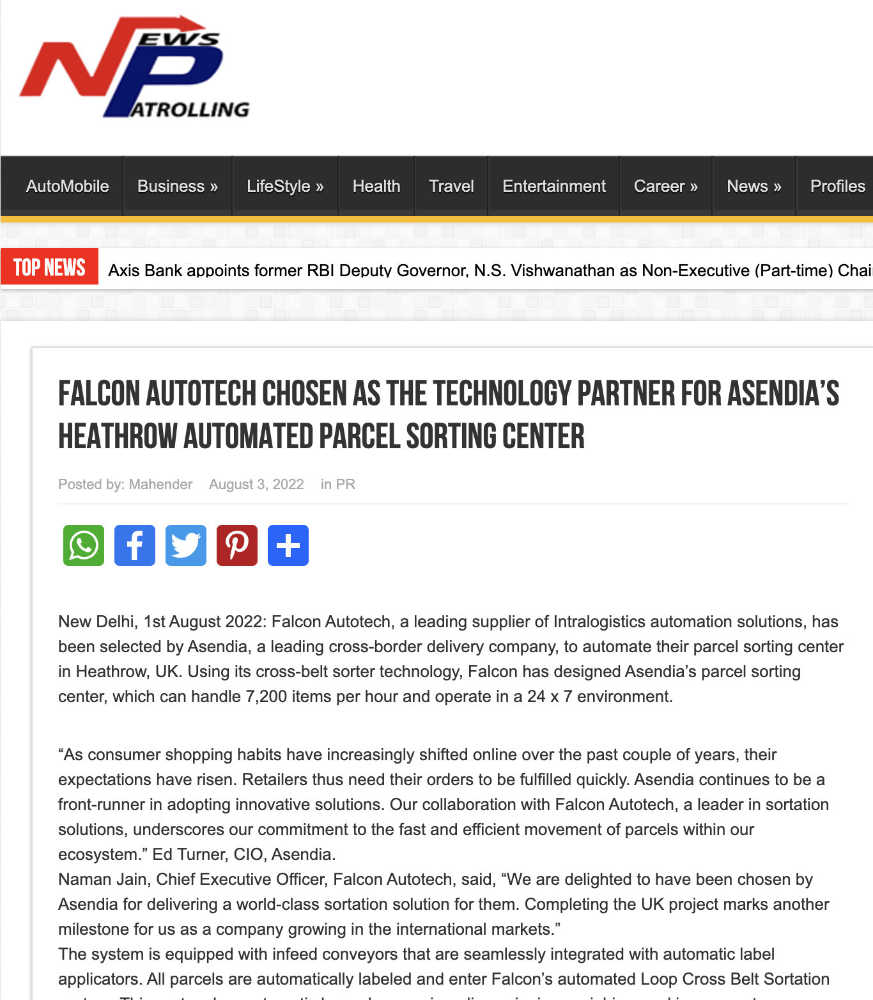 NEWS
PATROLLING
AutoMobile Business » LifeStyle » Health Travel Entertainment Career » News » Profiles
TOP NEWS Axis Bank appoints former RBI Deputy Governor, N.S. Vishwanathan as Non-Executive (Part-time)
FALCON AUTOTECH CHOSEN AS THE TECHNOLOGY PARTNER FOR ASENDIA’S
HEATHROW AUTOMATED PARCEL SORTING CENTER
Posted by: Mahender August 3, 2022 in PR
New Delhi, 1st August 2022: Falcon Autotech, a leading supplier of Intralogistics automation solutions, has
been selected by Asendia, a leading cross-border delivery company, to automate their parcel sorting center
in Heathrow, UK. Using its cross-belt sorter technology, Falcon has designed Asendia’s parcel sorting
center, which can handle 7,200 items per hour and operate in a 24 x 7 environment.
“As consumer shopping habits have increasingly shifted online over the past couple of years, their
expectations have risen. Retailers thus need their orders to be fulfilled quickly. Asendia continues to be a
front-runner in adopting innovative solutions. Our collaboration with Falcon Autotech, a leader in sortation
solutions, underscores our commitment to the fast and efficient movement of parcels within our
ecosystem.” Ed Turner, CIO, Asendia.
Naman Jain, Chief Executive Officer, Falcon Autotech, said, “We are delighted to have been chosen by
Asendia for delivering a world-class sortation solution for them. Completing the UK project marks another
milestone for us as a company growing in the international markets.”
The system is equipped with infeed conveyors that are seamlessly integrated with automatic label
applicators. All parcels are automatically labeled and enter Falcon’s automated Loop Cross Belt Sortation